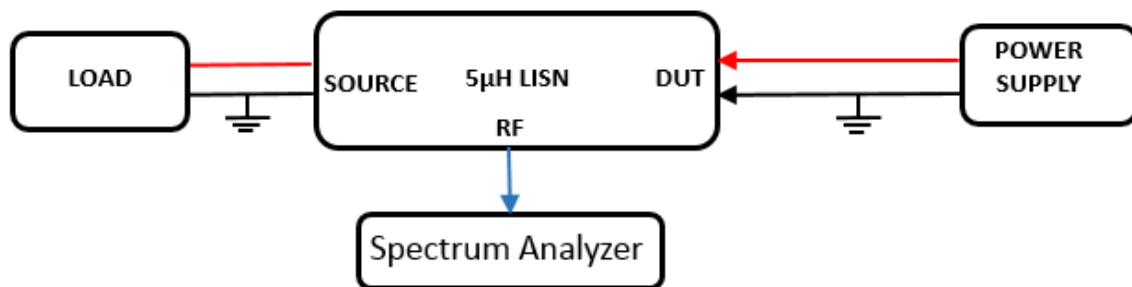 LOAD
SOURCE
5µH LISN
DUT
RF
POWER
SUPPLY
Spectrum Analyzer